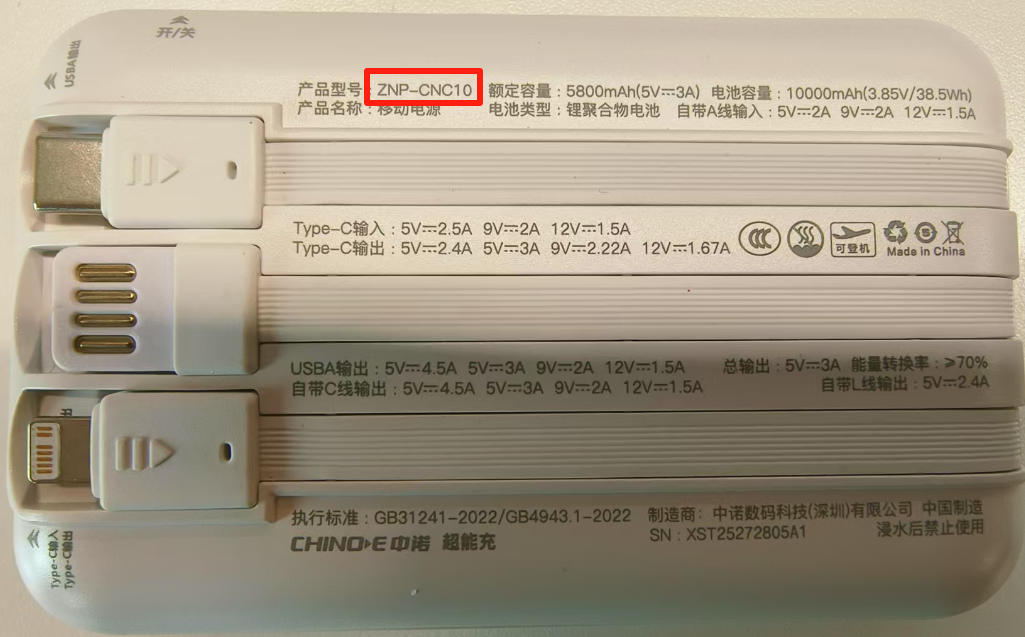 开/关
USBA输出
产品型号：ZNP-CNC10 额定容量：5800mAh(5V⎓3A) 电池容量：10000mAh(3.85V/38.5Wh)
产品名称：移动电源 电池类型：锂聚合物电池 自带A线输入：5V⎓2A 9V⎓2A 12V⎓1.5A
Type-C输入：5V⎓2.5A 9V⎓2A 12V⎓1.5A
Type-C输出：5V⎓2.4A 5V⎓3A 9V⎓2.22A 12V⎓1.67A
可登机
5
Made in China
USBA输出：5V⎓4.5A 5V⎓3A 9V⎓2A 12V⎓1.5A 总输出：5V⎓3A 能量转换率：≥70%
自带C线输出：5V⎓4.5A 5V⎓3A 9V⎓2A 12V⎓1.5A 自带L线输出：5V⎓2.4A
执行标准：GB31241-2022/GB4943.1-2022 制造商：中诺数码科技(深圳)有限公司 中国制造
SN：XST25272805A1 浸水后禁止使用
CHINO-E 中诺 超能充
Type-C输入
Type-C输出